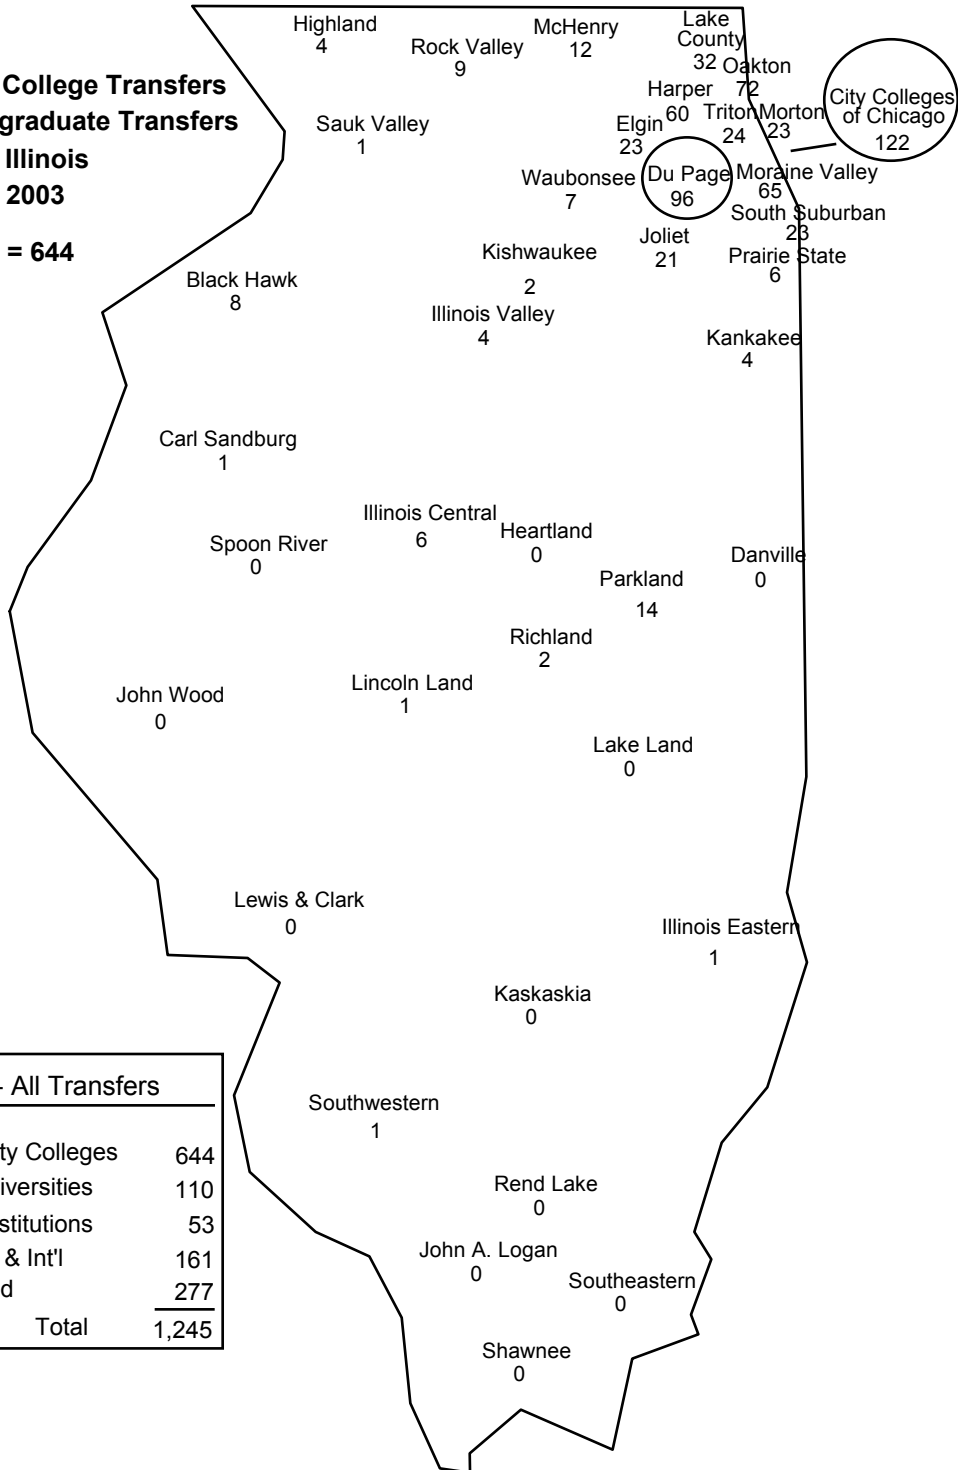 College Transfers
graduate Transfers
Illinois
2003
= 644
Highland
4
Rock Valley
9
McHenry
12
Lake
County
32
Oakton
72
Harper
60
Triton
24
Morton
23
City Colleges
of Chicago
122
Sauk Valley
1
Elgin
23
Waubonsee
7
Du Page
96
Moraine Valley
65
South Suburban
23
Joliet
21
Prairie State
6
Kishwaukee
2
Black Hawk
8
Illinois Valley
4
Kankakee
4
Carl Sandburg
1
Illinois Central
6
Heartland
0
Spoon River
0
Danville
0
Parkland
14
Richland
2
Lincoln Land
1
John Wood
0
Lake Land
0
Lewis & Clark
0
Illinois Eastern
1
Kaskaskia
0
Southwestern
1
Rend Lake
0
John A. Logan
0
Southeastern
0
Shawnee
0
- All Transfers
ty Colleges 644
iversities 110
stitutions 53
& Int'l 161
d 277
Total 1,245